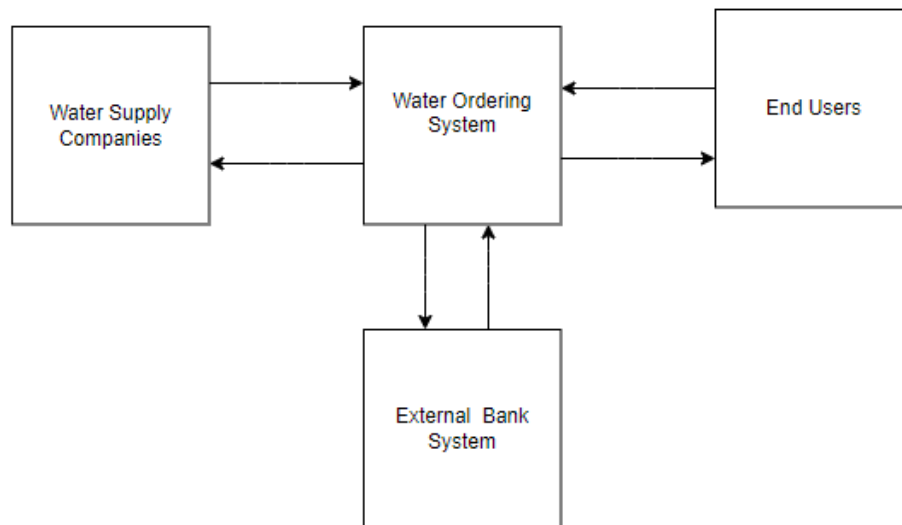 Water Supply
Companies
Water Ordering
System
End Users
External Bank
System